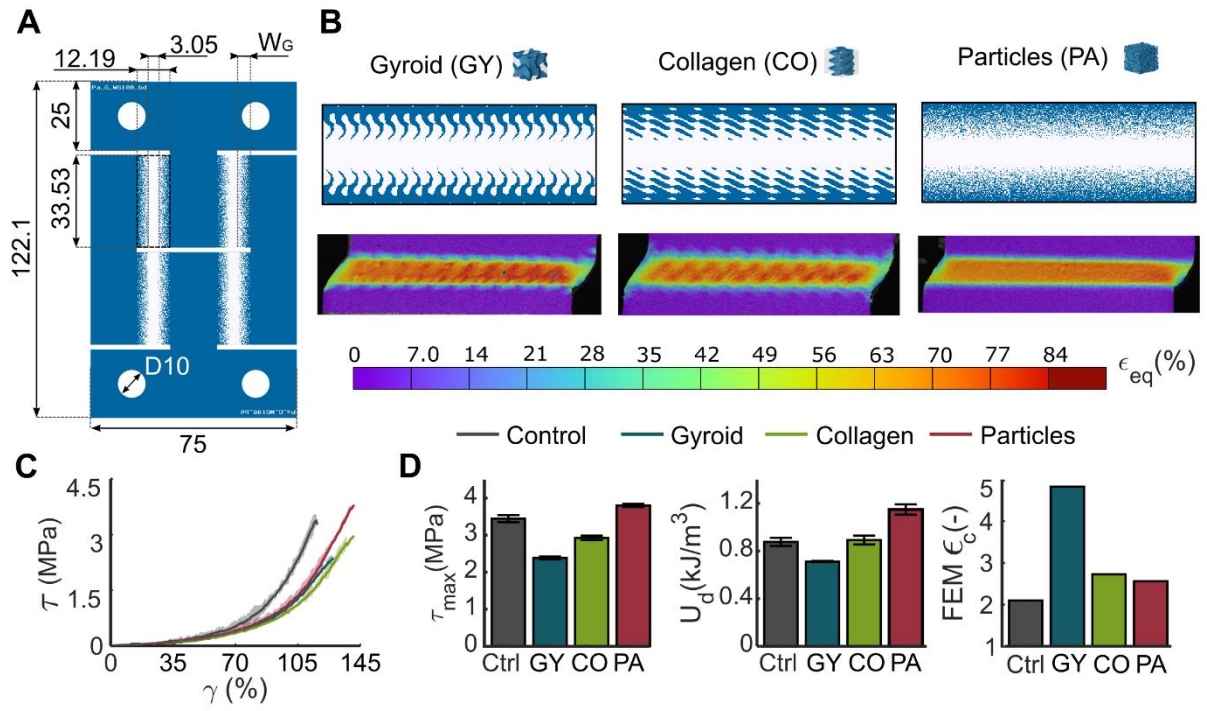 A
12.19
3.05
W_G
Pa_G_WG100_bd
25
33.53
122.1
D10
Pa_G_WG100_bd
75
B
Gyroid (GY)
Collagen (CO)
Particles (PA)
0 7.0 14 21 28 35 42 49 56 63 70 77 84
ϵ_eq(%)
Control
Gyroid
Collagen
Particles
C
τ (MPa)
4.5
3
1.5
0
0 35 70 105 145
γ (%)
D
τ_max(MPa)
4
3
2
1
0
Ctrl GY CO PA
U_d(kJ/m^3)
1.2
0.8
0.4
0
Ctrl GY CO PA
FEM ϵ_c(-)
5
4
3
2
1
Ctrl GY CO PA